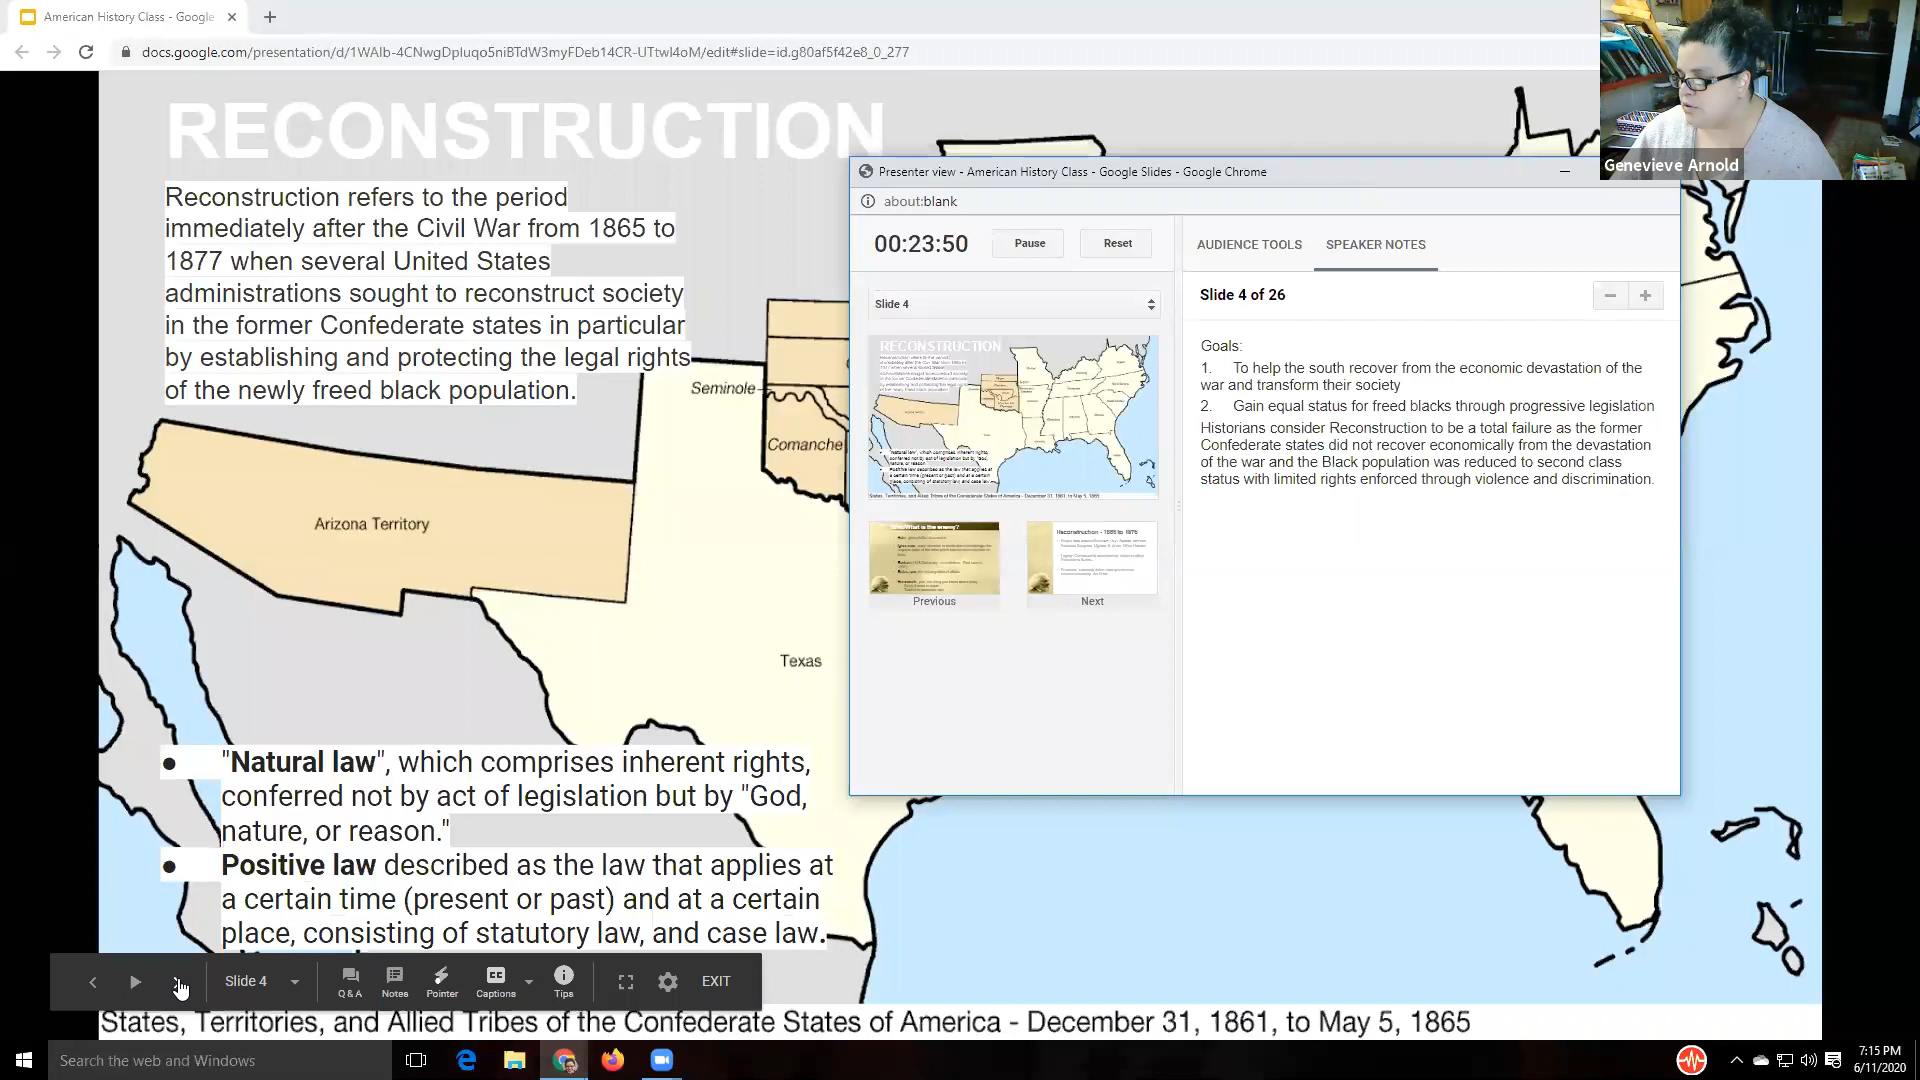 American History Class - Google
docs.google.com/presentation/d/1WAlb-4CNwgDpluqo5niBTdW3myFDeb14CR-UTtwl4oM/edit#slide=id.g80af5f42e8_0_277
RECONSTRUCTION
Reconstruction refers to the period
immediately after the Civil War from 1865 to
1877 when several United States
administrations sought to reconstruct society
in the former Confederate states in particular
by establishing and protecting the legal rights
of the newly freed black population.
Seminole
Comanche
Arizona Territory
Texas
● "Natural law", which comprises inherent rights,
conferred not by act of legislation but by "God,
nature, or reason."
● Positive law described as the law that applies at
a certain time (present or past) and at a certain
place, consisting of statutory law, and case law.
Genevieve Arnold
Presenter view - American History Class - Google Slides - Google Chrome
about:blank
00:23:50
Pause
Reset
AUDIENCE TOOLS
SPEAKER NOTES
Slide 4
Slide 4 of 26
RECONSTRUCTION
Goals:
1. To help the south recover from the economic devastation of the
war and transform their society
2. Gain equal status for freed blacks through progressive legislation
Historians consider Reconstruction to be a total failure as the former
Confederate states did not recover economically from the devastation
of the war and the Black population was reduced to second class
status with limited rights enforced through violence and discrimination.
Previous
Next
Reconstruction - 1865 to 1876
Slide 4
Q & A
Notes
Pointer
CC
Captions
Tips
EXIT
States, Territories, and Allied Tribes of the Confederate States of America - December 31, 1861, to May 5, 1865
Search the web and Windows
7:15 PM
6/11/2020